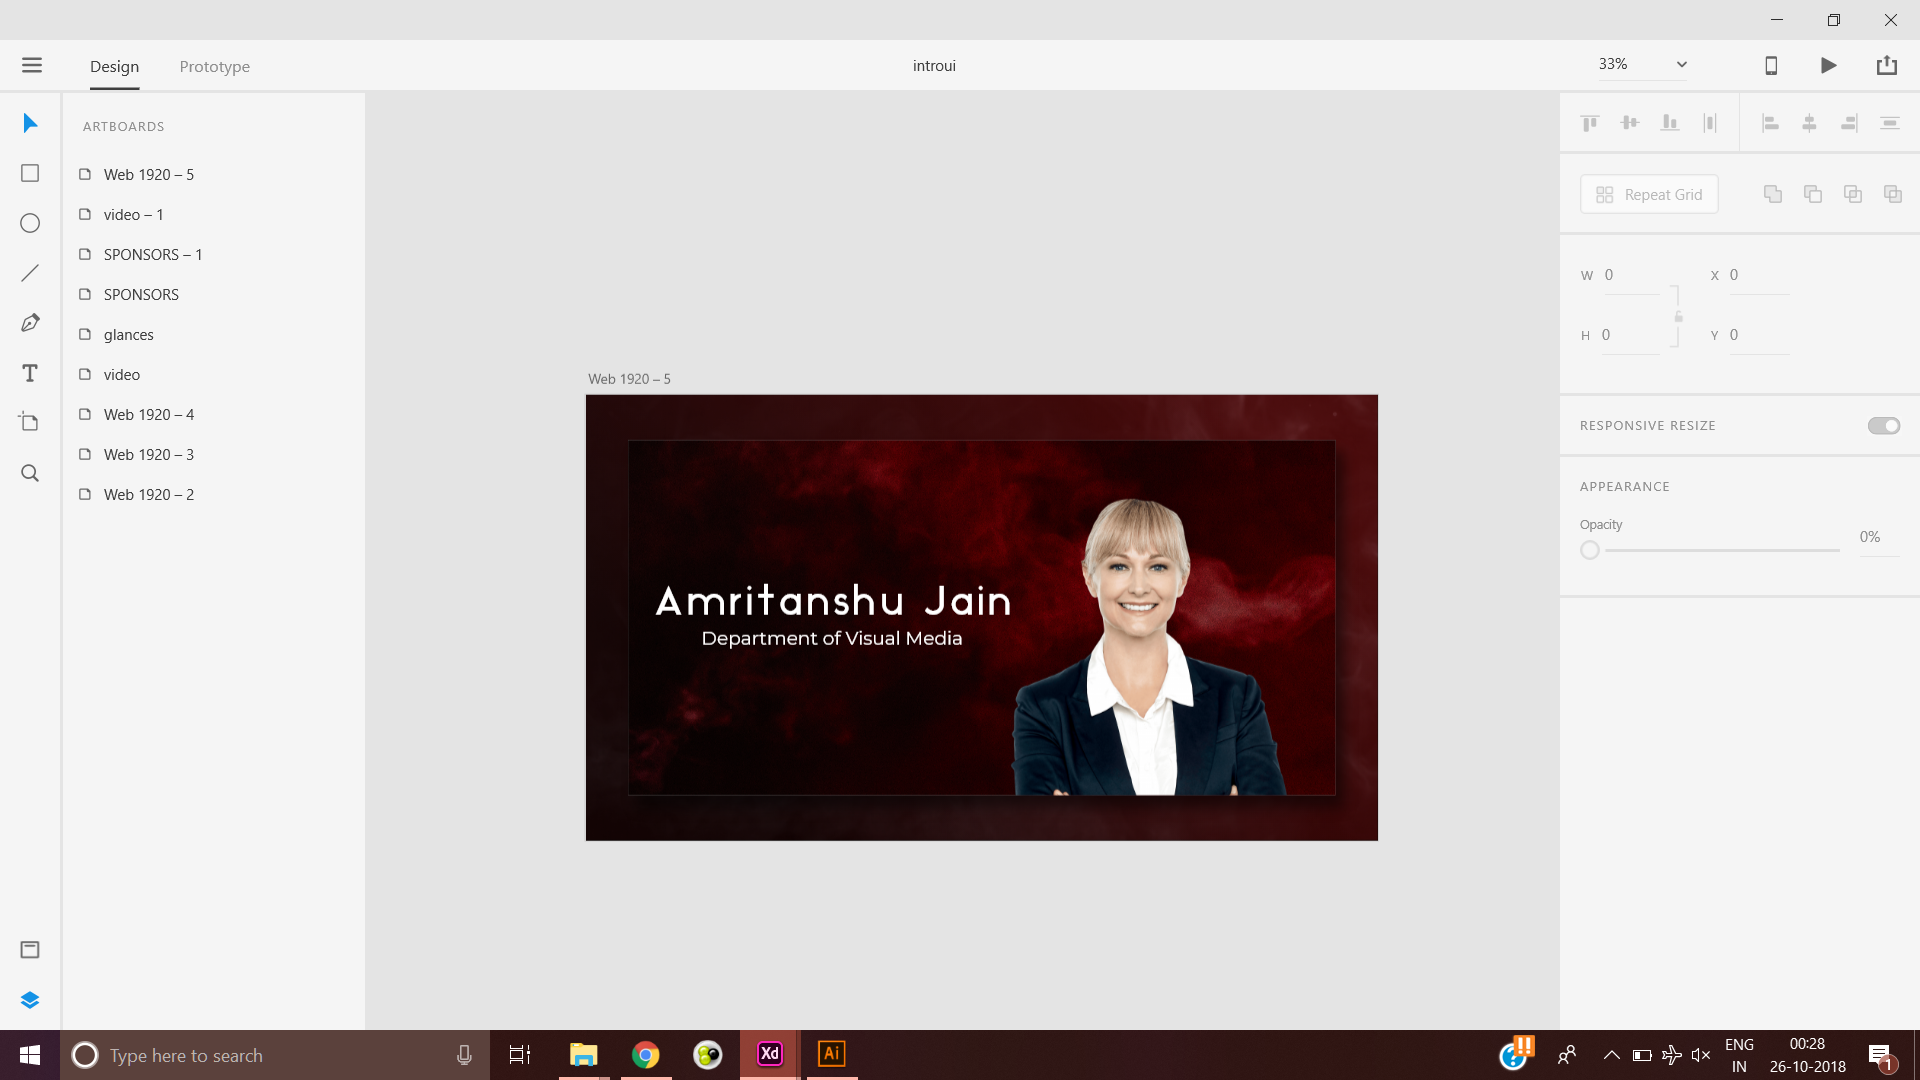 Design
Prototype
introui
33%
ARTBOARDS
Web 1920 – 5
video – 1
SPONSORS – 1
SPONSORS
glances
video
Web 1920 – 4
Web 1920 – 3
Web 1920 – 2
Web 1920 – 5
Amritanshu Jain
Department of Visual Media
Repeat Grid
W 0
X 0
H 0
Y 0
RESPONSIVE RESIZE
APPEARANCE
Opacity
0%
Type here to search
Xd
Ai
ENG
IN
00:28
26-10-2018
1